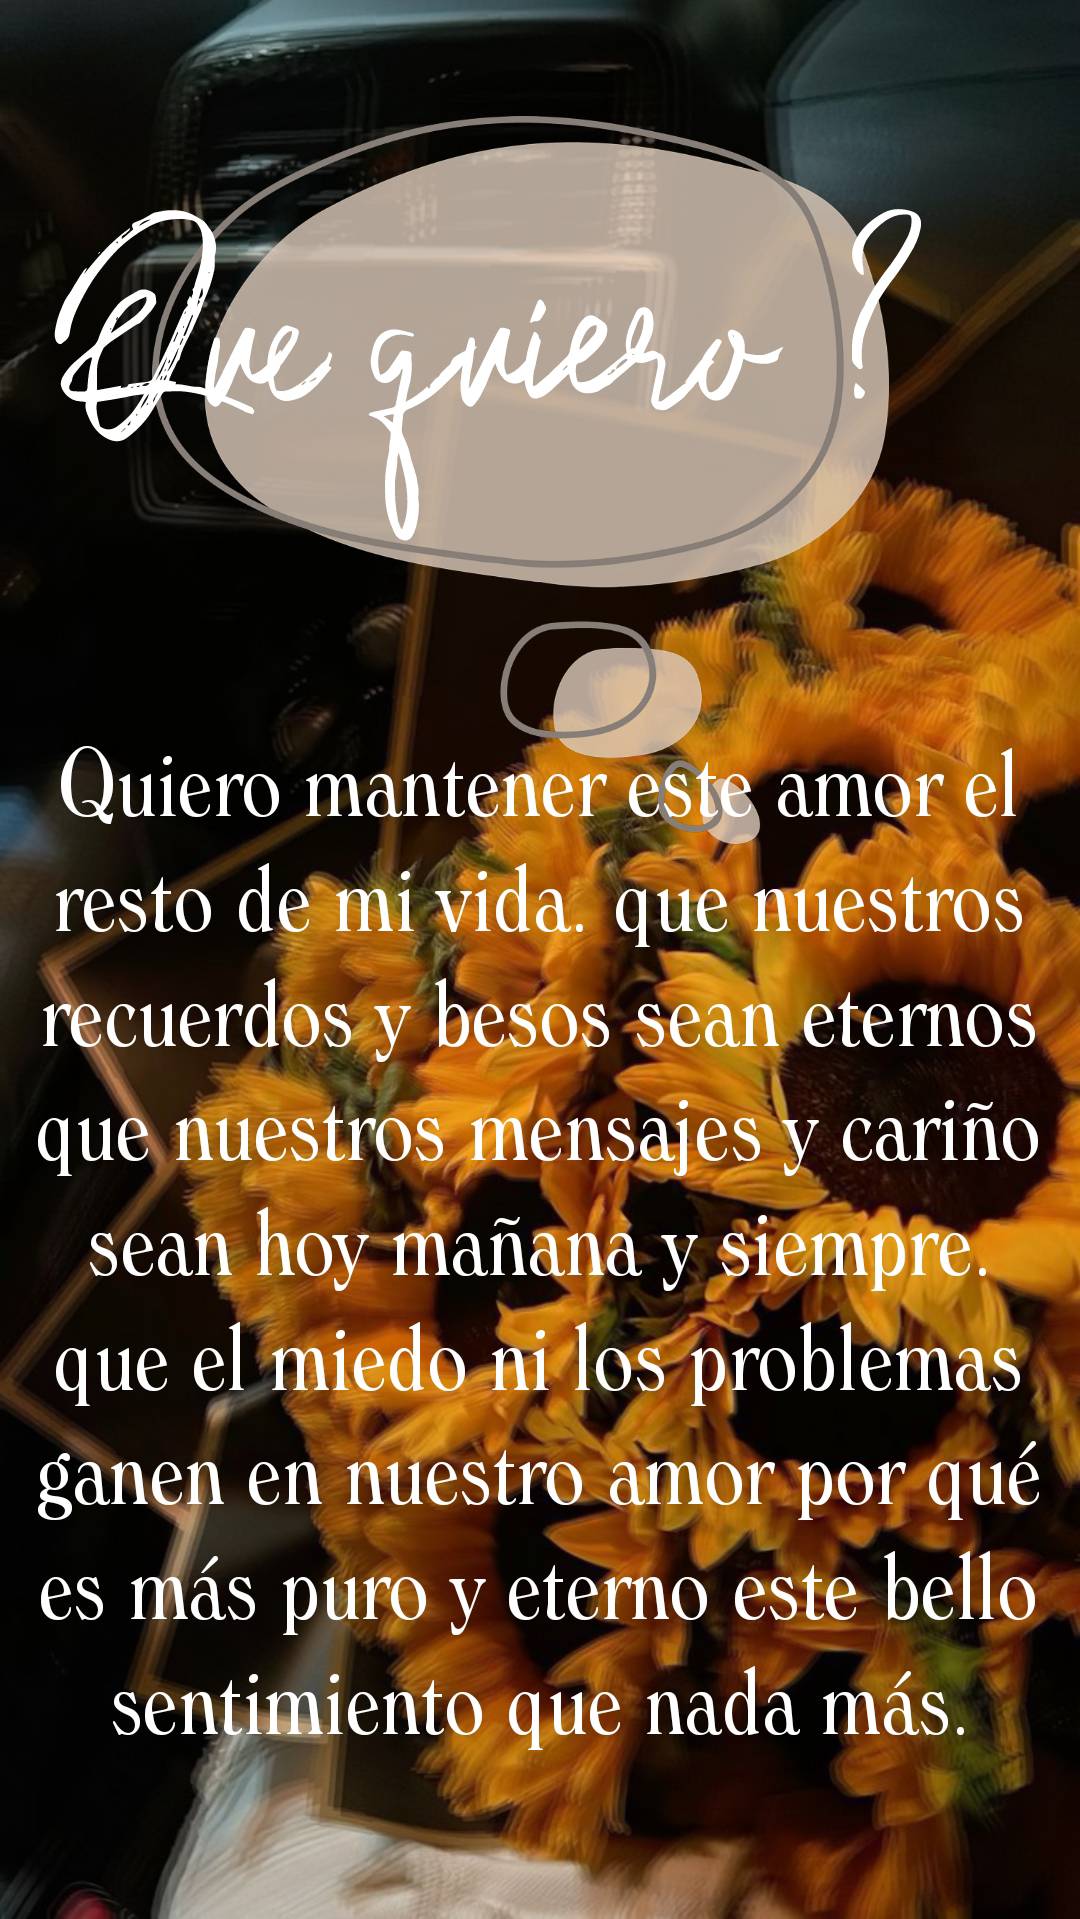 Que quiero ?
Quiero mantener este amor el
resto de mi vida. que nuestros
recuerdos y besos sean eternos
que nuestros mensajes y cariño
sean hoy mañana y siempre.
que el miedo ni los problemas
ganen en nuestro amor por qué
es más puro y eterno este bello
sentimiento que nada más.